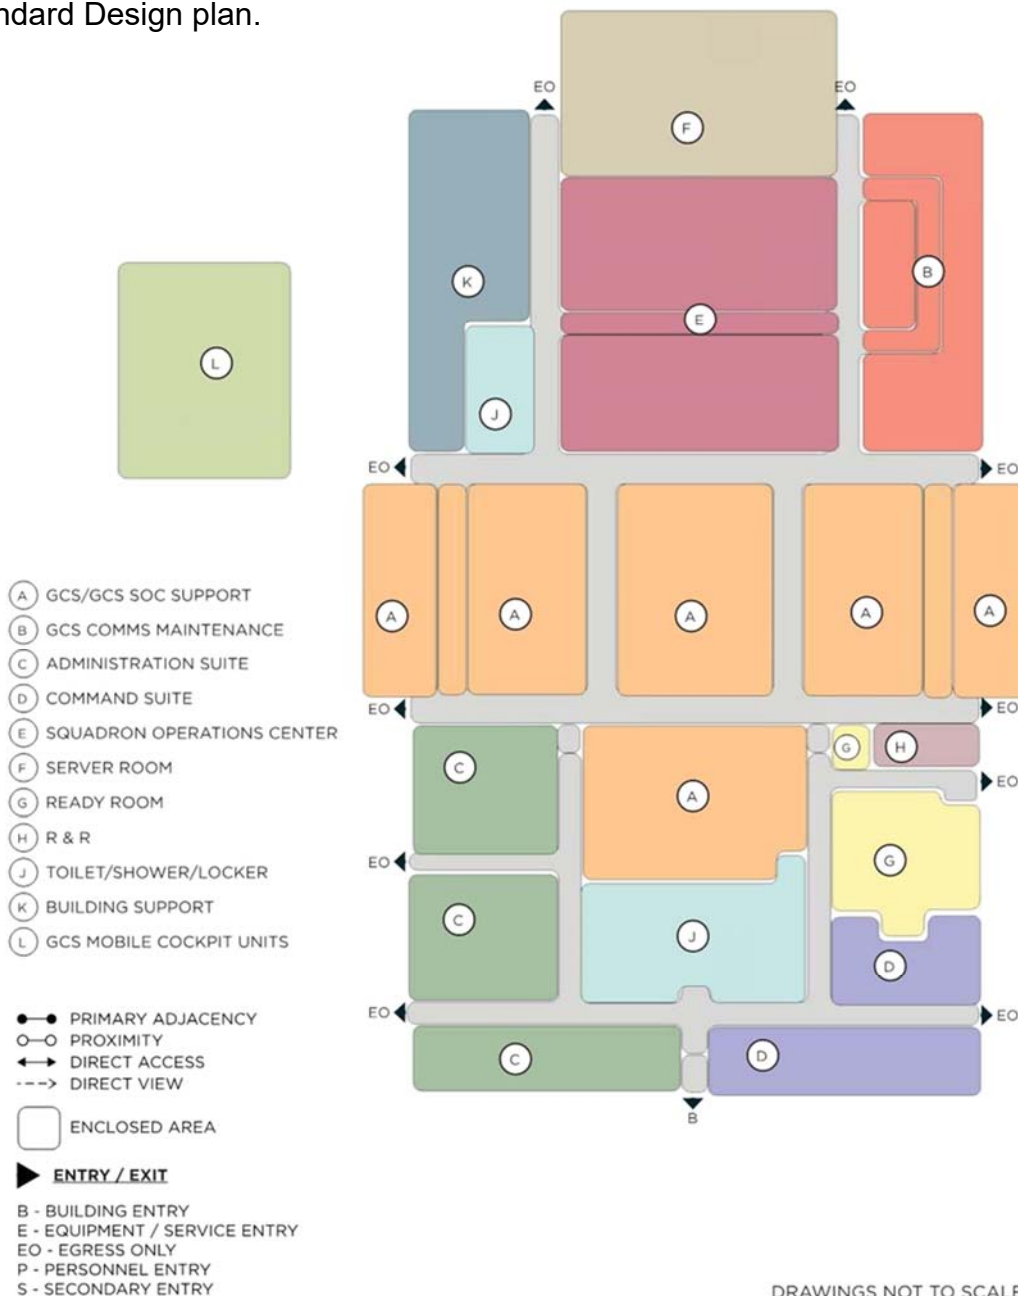 ndard Design plan.
EO
EO
F
K
B
E
L
J
EO
EO
A
A
A
A
A
EO
EO
C
G
H
EO
A
EO
G
C
J
D
EO
EO
C
D
B
A GCS/GCS SOC SUPPORT
B GCS COMMS MAINTENANCE
C ADMINISTRATION SUITE
D COMMAND SUITE
E SQUADRON OPERATIONS CENTER
F SERVER ROOM
G READY ROOM
H R & R
J TOILET/SHOWER/LOCKER
K BUILDING SUPPORT
L GCS MOBILE COCKPIT UNITS
PRIMARY ADJACENCY
PROXIMITY
DIRECT ACCESS
DIRECT VIEW
ENCLOSED AREA
ENTRY / EXIT
B - BUILDING ENTRY
E - EQUIPMENT / SERVICE ENTRY
EO - EGRESS ONLY
P - PERSONNEL ENTRY
S - SECONDARY ENTRY
DRAWINGS NOT TO SCALE